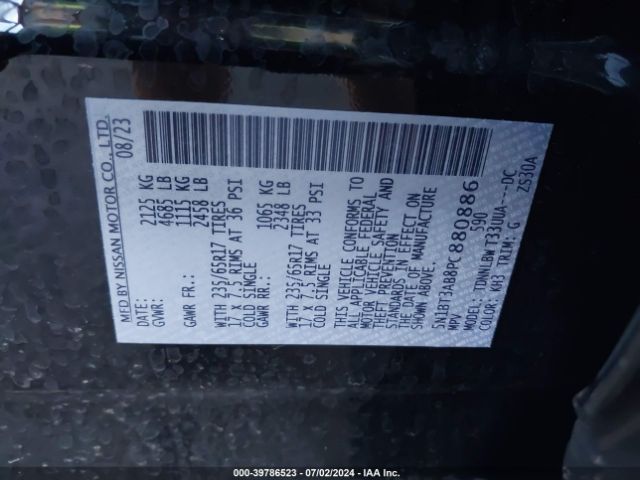 MFD BY NISSAN MOTOR CO., LTD.
08/23
2125 KG
GVWR: 4685 LB
1115 KG
GAWR FR: 2458 LB
WITH 235/65R17 TIRES
17 X 7.5 RIMS AT 36 PSI
COLD SINGLE
1065 KG
GAWR RR: 2348 LB
WITH 235/65R17 TIRES
17 X 7.5 RIMS AT 33 PSI
COLD SINGLE
THIS VEHICLE CONFORMS TO
ALL APPLICABLE FEDERAL
MOTOR VEHICLE SAFETY AND
THEFT PREVENTION
STANDARDS IN EFFECT ON
THE DATE OF MANUFACTURE
SHOWN ABOVE.
5N1BT3AB8PC880886
MPV 590
MODEL: TDNNLBW T33UUA---DC
COLOR: KH3 TRIM: G 2S30A
000-39786523 - 07/02/2024 - IAA Inc.